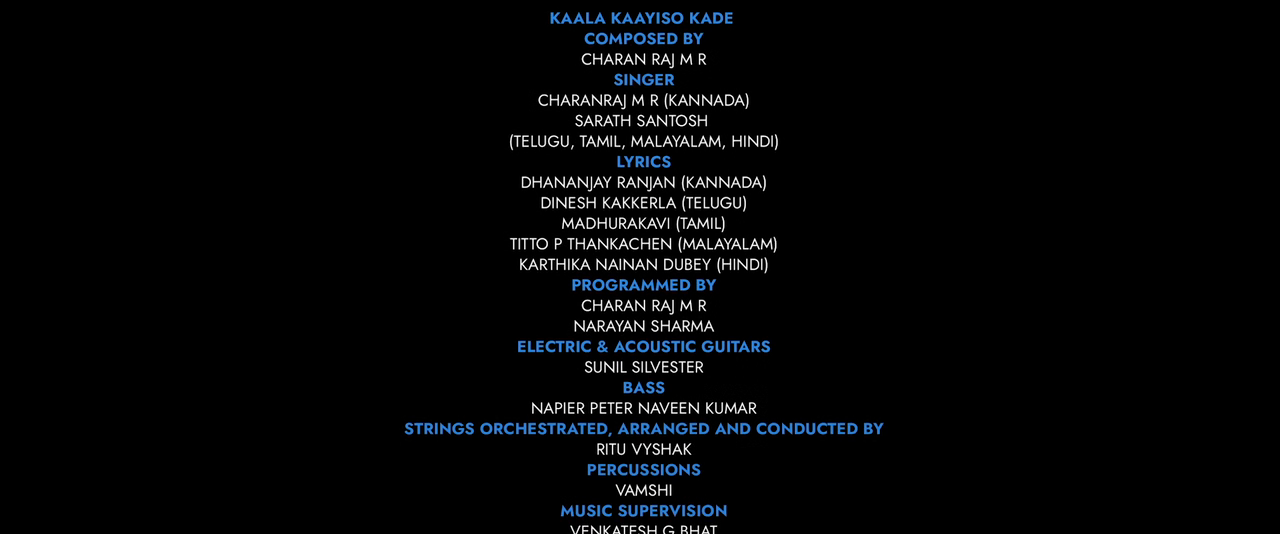 KAALA KAAYISO KADE
COMPOSED BY
CHARAN RAJ M R
SINGER
CHARANRAJ M R (KANNADA)
SARATH SANTOSH
(TELUGU, TAMIL, MALAYALAM, HINDI)
LYRICS
DHANANJAY RANJAN (KANNADA)
DINESH KAKKERLA (TELUGU)
MADHURAKAVI (TAMIL)
TITTO P THANKACHEN (MALAYALAM)
KARTHIKA NAINAN DUBEY (HINDI)
PROGRAMMED BY
CHARAN RAJ M R
NARAYAN SHARMA
ELECTRIC & ACOUSTIC GUITARS
SUNIL SILVESTER
BASS
NAPIER PETER NAVEEN KUMAR
STRINGS ORCHESTRATED, ARRANGED AND CONDUCTED BY
RITU VYSHAK
PERCUSSIONS
VAMSHI
MUSIC SUPERVISION
VENKATESH G BHAT